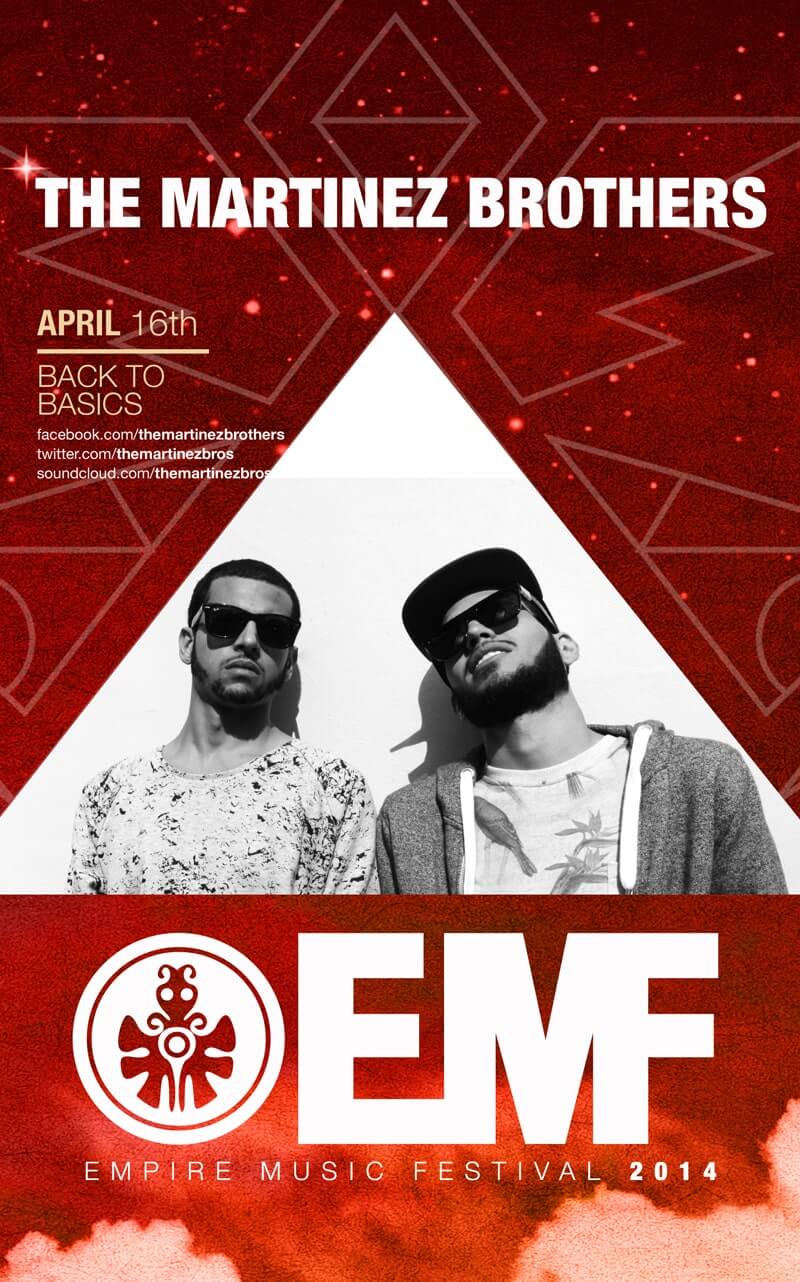 THE MARTINEZ BROTHERS
APRIL 16th
BACK TO
BASICS
facebook.com/themartinezbrothers
twitter.com/themartinezbros
soundcloud.com/themartinezbros
EMF
EMPIRE MUSIC FESTIVAL 2014